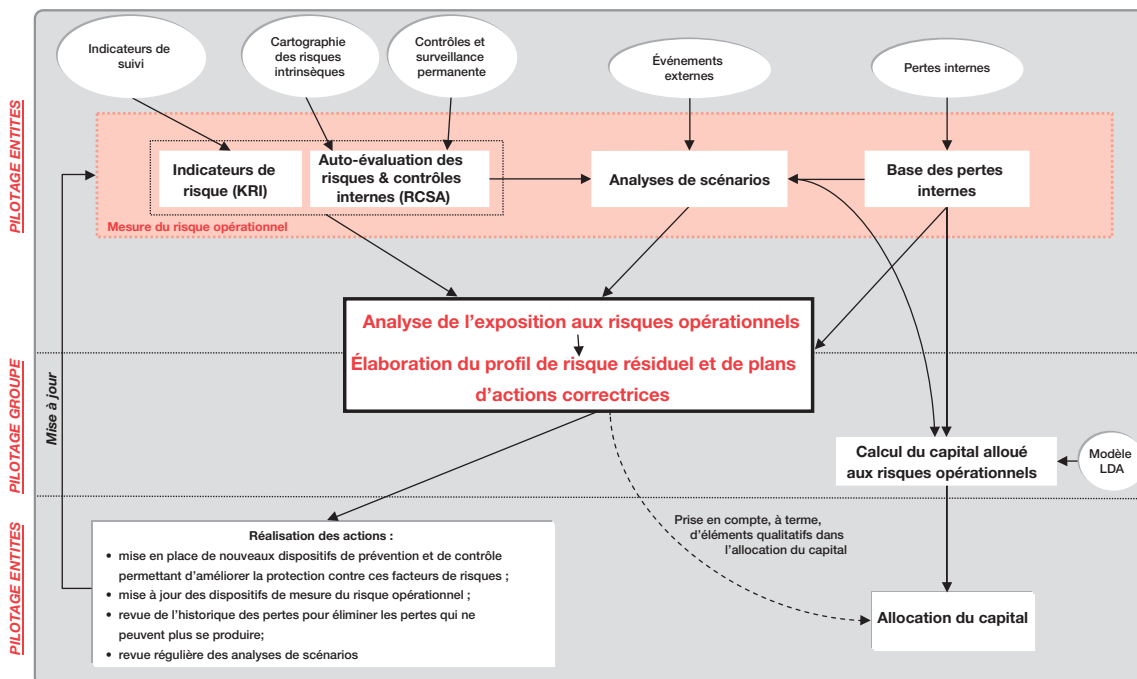 Indicateurs de
suivi
Cartographie
des risques
intrinsèques
Contrôles et
surveillance
permanente
Événements
externes
Pertes internes
PILOTAGE ENTITES
Indicateurs de
risque (KRI)
Auto-évaluation des
risques & contrôles
internes (RCSA)
Analyses de scénarios
Base des pertes
internes
Mesure du risque opérationnel
Analyse de l’exposition aux risques opérationnels
Élaboration du profil de risque résiduel et de plans
d’actions correctrices
PILOTAGE GROUPE
Mise à jour
Calcul du capital alloué
aux risques opérationnels
Modèle
LDA
PILOTAGE ENTITES
Réalisation des actions :
• mise en place de nouveaux dispositifs de prévention et de contrôle
permettant d’améliorer la protection contre ces facteurs de risques ;
• mise à jour des dispositifs de mesure du risque opérationnel ;
• revue de l’historique des pertes pour éliminer les pertes qui ne
peuvent plus se produire;
• revue régulière des analyses de scénarios
Prise en compte, à terme,
d’éléments qualitatifs dans
l’allocation du capital
Allocation du capital